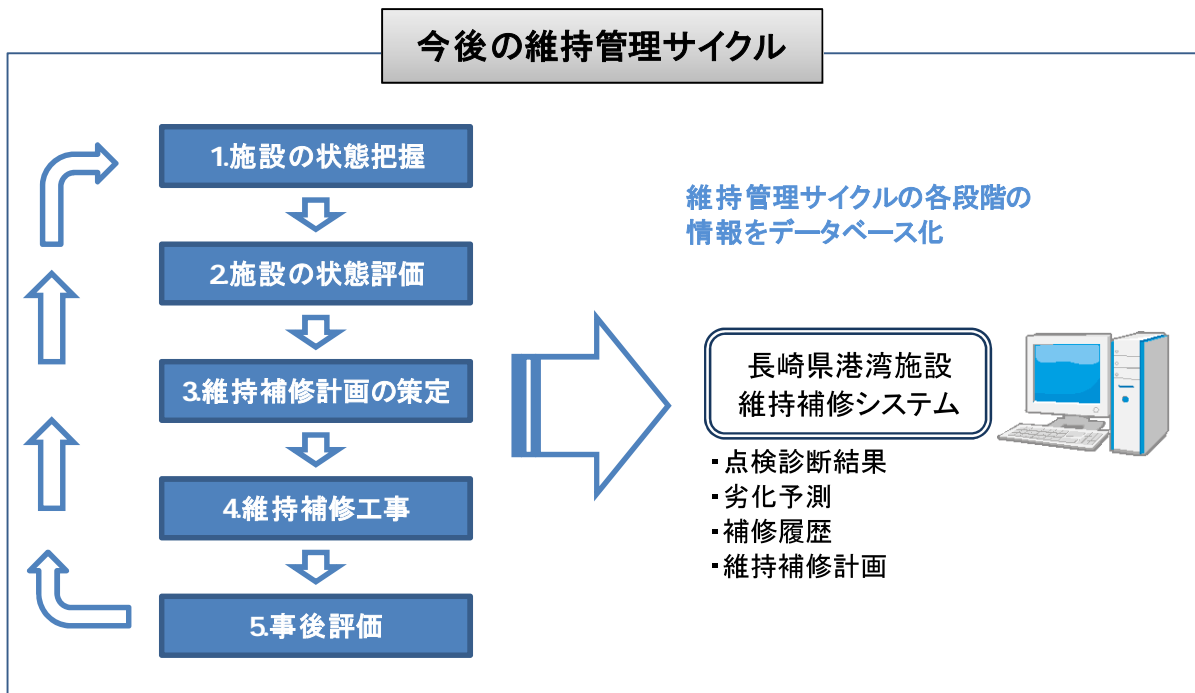 今後の維持管理サイクル
1.施設の状態把握
2.施設の状態評価
3.維持補修計画の策定
4.維持補修工事
5.事後評価
維持管理サイクルの各段階の
情報をデータベース化
長崎県港湾施設
維持補修システム
・点検診断結果
・劣化予測
・補修履歴
・維持補修計画